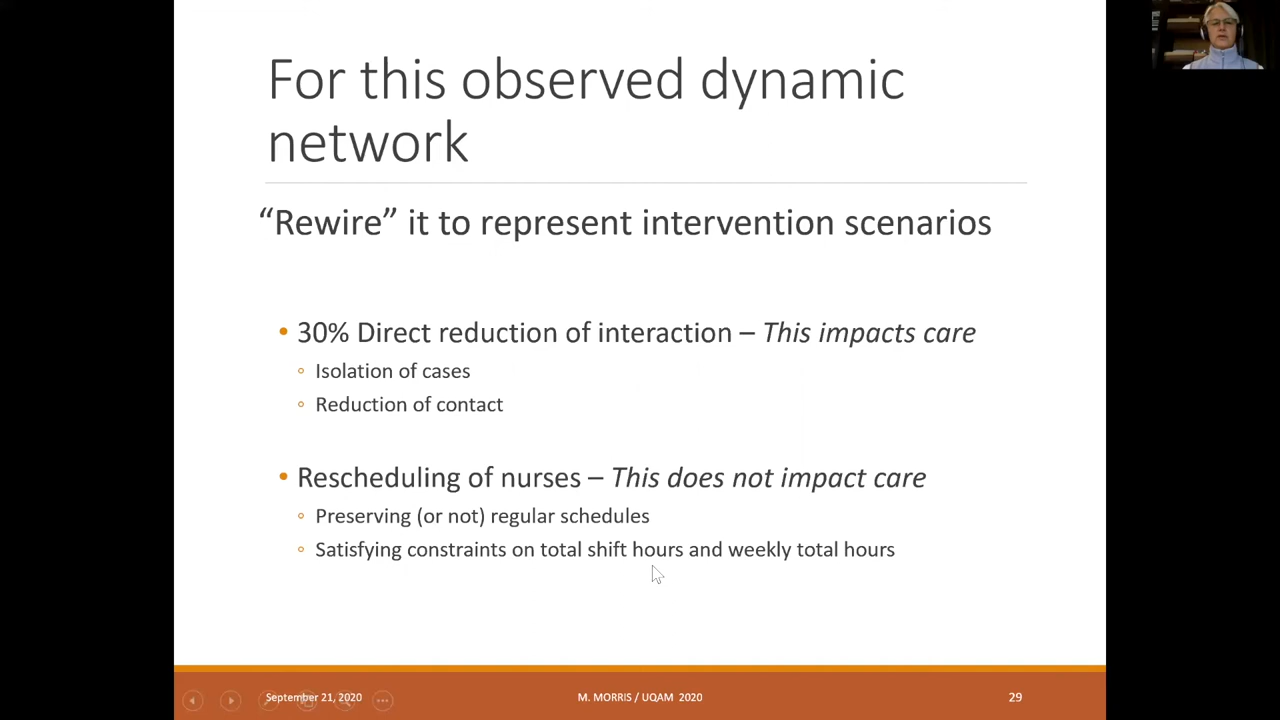 For this observed dynamic
network
“Rewire” it to represent intervention scenarios
• 30% Direct reduction of interaction – This impacts care
◦ Isolation of cases
◦ Reduction of contact
• Rescheduling of nurses – This does not impact care
◦ Preserving (or not) regular schedules
◦ Satisfying constraints on total shift hours and weekly total hours
September 21, 2020 M. MORRIS / UQAM 2020 29